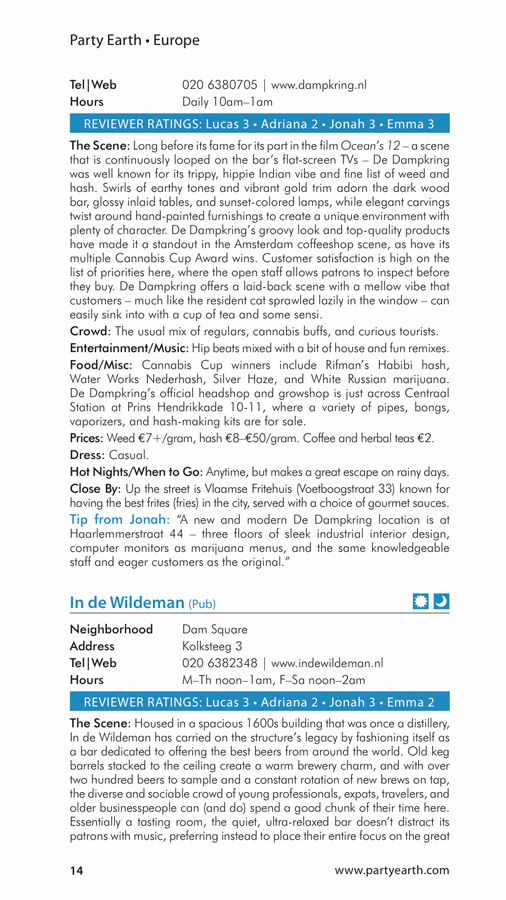 Party Earth • Europe
Tel|Web 020 6380705 | www.dampkring.nl
Hours Daily 10am–1am
REVIEWER RATINGS: Lucas 3 • Adriana 2 • Jonah 3 • Emma 3
The Scene: Long before its fame for its part in the film Ocean's 12 – a scene
that is continuously looped on the bar's flat-screen TVs – De Dampkring
was well known for its trippy, hippie Indian vibe and fine list of weed and
hash. Swirls of earthy tones and vibrant gold trim adorn the dark wood
bar, glossy inlaid tables, and sunset-colored lamps, while elegant carvings
twist around hand-painted furnishings to create a unique environment with
plenty of character. De Dampkring's groovy look and top-quality products
have made it a standout in the Amsterdam coffeeshop scene, as have its
multiple Cannabis Cup Award wins. Customer satisfaction is high on the
list of priorities here, where the open staff allows patrons to inspect before
they buy. De Dampkring offers a laid-back scene with a mellow vibe that
customers – much like the resident cat sprawled lazily in the window – can
easily sink into with a cup of tea and some sensi.
Crowd: The usual mix of regulars, cannabis buffs, and curious tourists.
Entertainment/Music: Hip beats mixed with a bit of house and fun remixes.
Food/Misc: Cannabis Cup winners include Rifman's Habibi hash,
Water Works Nederhash, Silver Haze, and White Russian marijuana.
De Dampkring's official headshop and growshop is just across Centraal
Station at Prins Hendrikkade 10-11, where a variety of pipes, bongs,
vaporizers, and hash-making kits are for sale.
Prices: Weed €7+/gram, hash €8–€50/gram. Coffee and herbal teas €2.
Dress: Casual.
Hot Nights/When to Go: Anytime, but makes a great escape on rainy days.
Close By: Up the street is Vlaamse Fritehuis (Voetboogstraat 33) known for
having the best frites (fries) in the city, served with a choice of gourmet sauces.
Tip from Jonah: "A new and modern De Dampkring location is at
Haarlemmerstraat 44 – three floors of sleek industrial interior design,
computer monitors as marijuana menus, and the same knowledgeable
staff and eager customers as the original."
In de Wildeman (Pub)
Neighborhood Dam Square
Address Kolksteeg 3
Tel|Web 020 6382348 | www.indewildeman.nl
Hours M–Th noon–1am, F–Sa noon–2am
REVIEWER RATINGS: Lucas 3 • Adriana 2 • Jonah 3 • Emma 2
The Scene: Housed in a spacious 1600s building that was once a distillery,
In de Wildeman has carried on the structure's legacy by fashioning itself as
a bar dedicated to offering the best beers from around the world. Old keg
barrels stacked to the ceiling create a warm brewery charm, and with over
two hundred beers to sample and a constant rotation of new brews on tap,
the diverse and sociable crowd of young professionals, expats, travelers, and
older businesspeople can (and do) spend a good chunk of their time here.
Essentially a tasting room, the quiet, ultra-relaxed bar doesn't distract its
patrons with music, preferring instead to place their entire focus on the great
14 www.partyearth.com